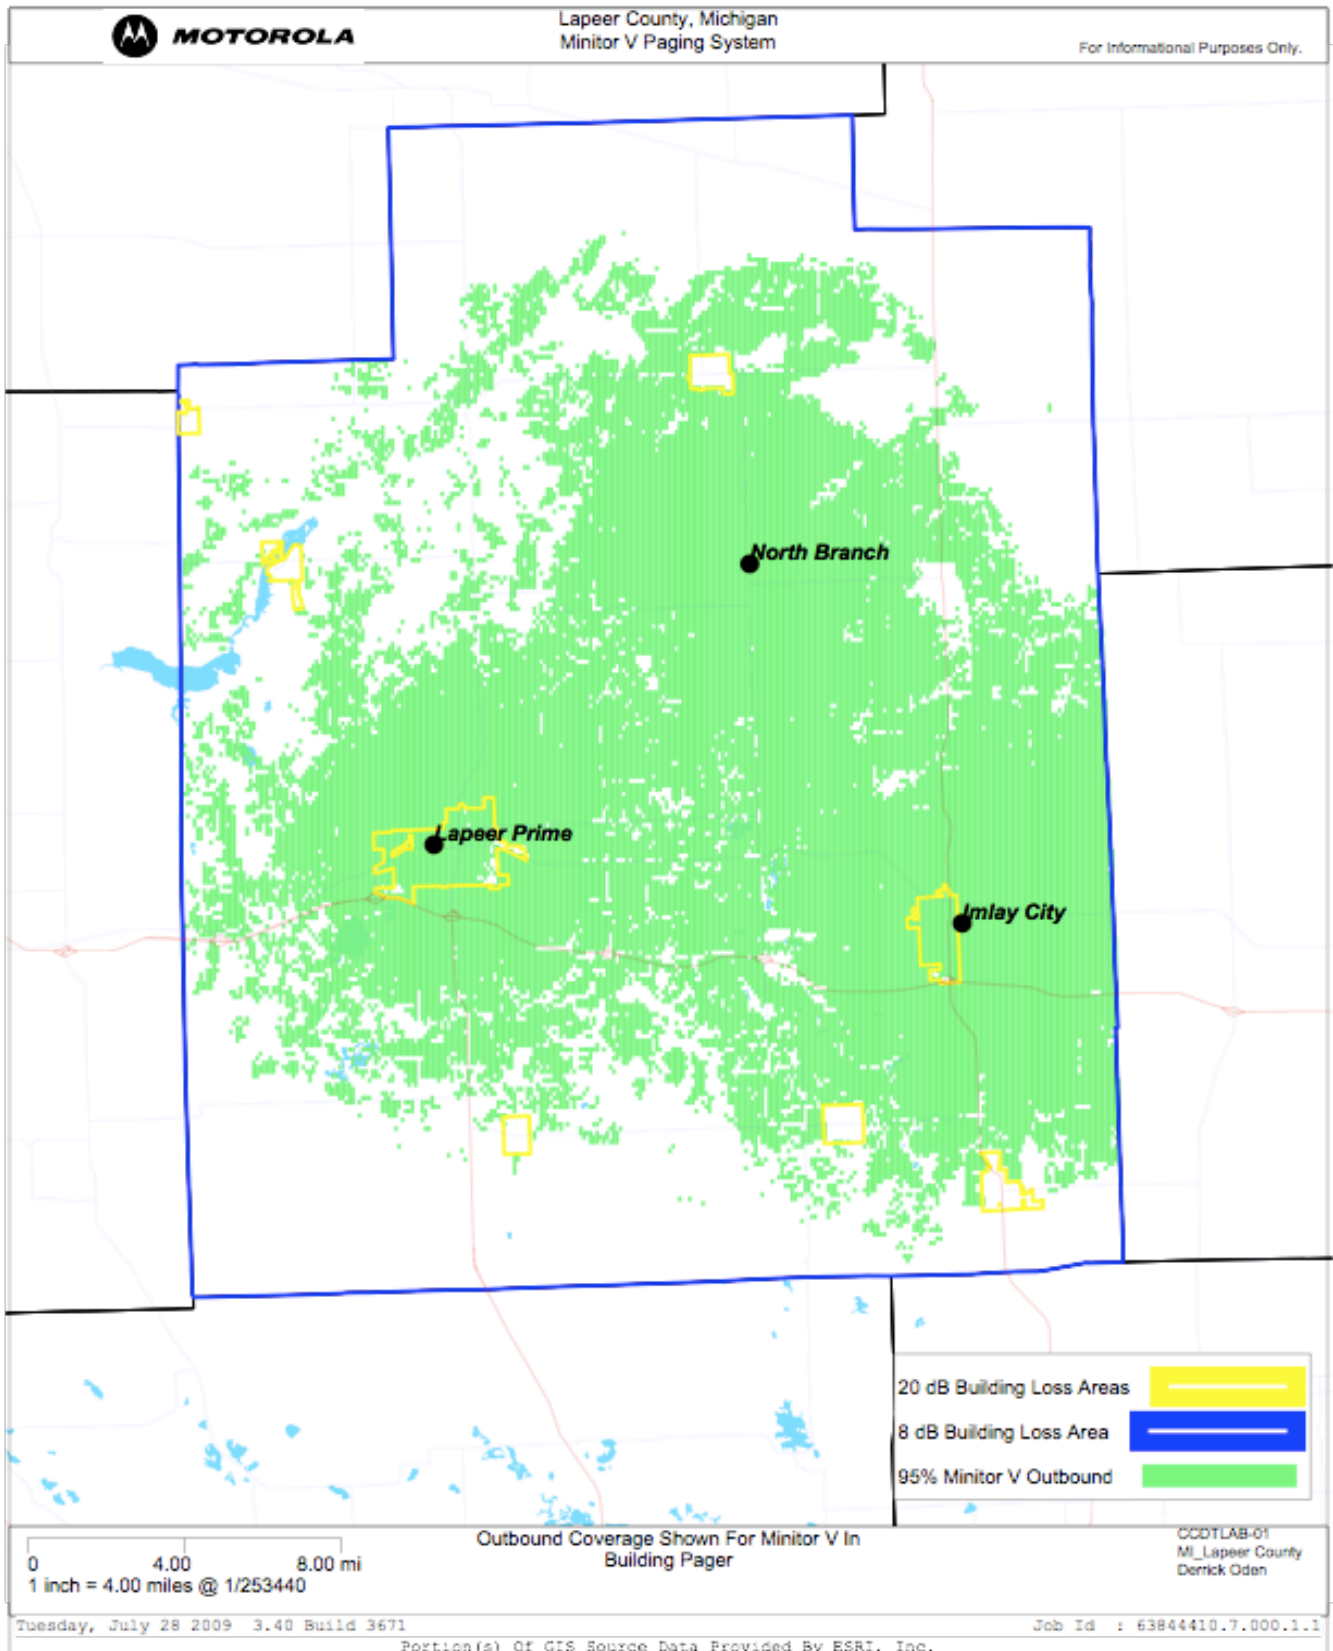 MOTOROLA
Lapeer County, Michigan
Minitor V Paging System
For Informational Purposes Only.
North Branch
Lapeer Prime
Imlay City
20 dB Building Loss Areas
8 dB Building Loss Area
95% Minitor V Outbound
0 4.00 8.00 mi
1 inch = 4.00 miles @ 1/253440
Outbound Coverage Shown For Minitor V In
Building Pager
CCDTLAB-01
MI_Lapeer County
Derrick Oden
Tuesday, July 28 2009 3.40 Build 3671
Job Id : 63844410.7.000.1.1
Portion(s) Of GIS Source Data Provided By ESRI, Inc.